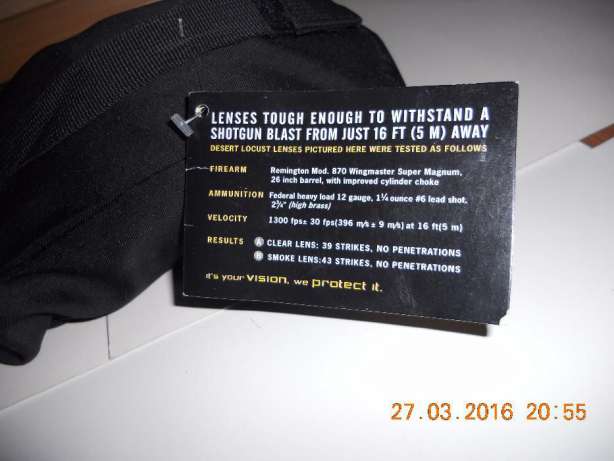 LENSES TOUGH ENOUGH TO WITHSTAND A
SHOTGUN BLAST FROM JUST 16 FT (5 M) AWAY
DESERT LOCUST LENSES PICTURED HERE WERE TESTED AS FOLLOWS
FIREARM Remington Mod. 870 Wingmaster Super Magnum,
26 inch barrel, with improved cylinder choke
AMMUNITION Federal heavy load 12 gauge, 1¼ ounce #6 lead shot,
2¾" (high brass)
VELOCITY 1300 fps± 30 fps(396 m/s ± 9 m/s) at 16 ft(5 m)
RESULTS A CLEAR LENS: 39 STRIKES, NO PENETRATIONS
B SMOKE LENS:43 STRIKES, NO PENETRATIONS
it's your VISION, we protect it.
27.03.2016 20:55